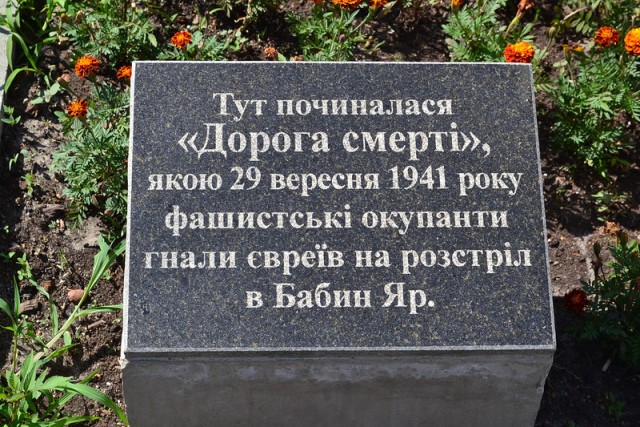 Тут починалася
«Дорога смерті»,
якою 29 вересня 1941 року
фашистські окупанти
гнали євреїв на розстріл
в Бабин Яр.